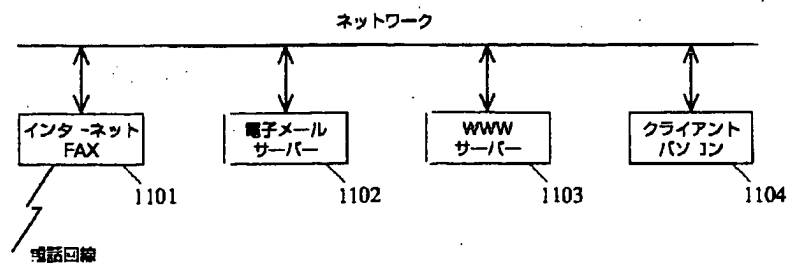 ネットワーク
インターネット
FAX
電子メール
サーバー
WWW
サーバー
クライアント
パソコン
1101
1102
1103
1104
電話回線